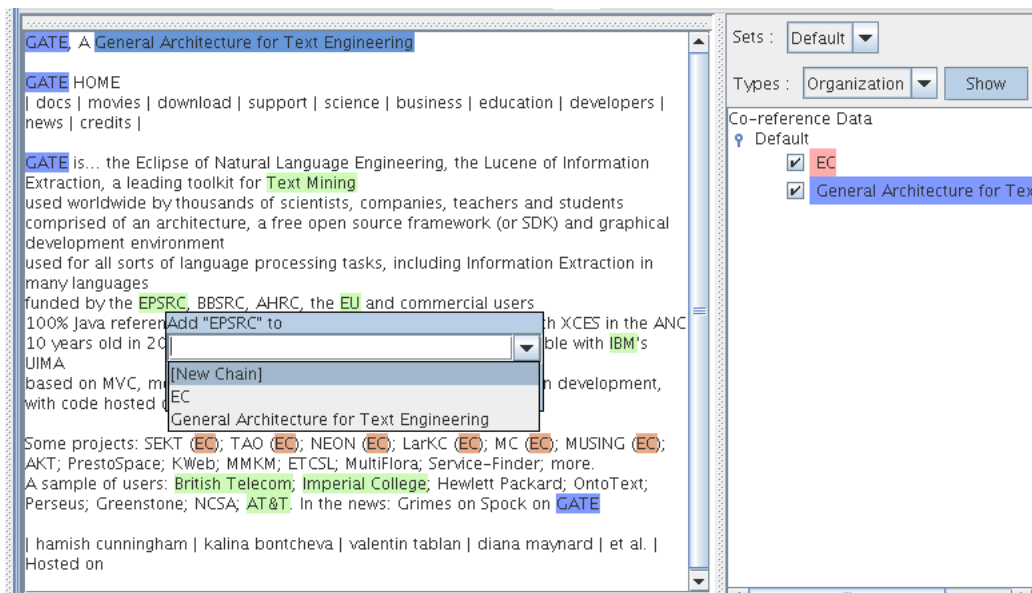 GATE, A General Architecture for Text Engineering
GATE HOME
| docs | movies | download | support | science | business | education | developers |
news | credits |
GATE is... the Eclipse of Natural Language Engineering, the Lucene of Information
Extraction, a leading toolkit for Text Mining
used worldwide by thousands of scientists, companies, teachers and students
comprised of an architecture, a free open source framework (or SDK) and graphical
development environment
used for all sorts of language processing tasks, including Information Extraction in
many languages
funded by the EPSRC, BBSRC, AHRC, the EU and commercial users
100% Java XCES in the ANC
10 years old in with IBM's
UIMA
based on MVC, development,
with code hosted
Add "EPSRC" to
[New Chain]
EC
General Architecture for Text Engineering
Some projects: SEKT (EC); TAO (EC); NEON (EC); LarKC (EC); MC (EC); MUSING (EC);
AKT; PrestoSpace; KWeb; MMKM; ETCSL; MultiFlora; Service-Finder; more.
A sample of users: British Telecom; Imperial College; Hewlett Packard; OntoText;
Perseus; Greenstone; NCSA; AT&T. In the news: Grimes on Spock on GATE
| hamish cunningham | kalina bontcheva | valentin tablan | diana maynard | et al. |
Hosted on
Sets : Default
Types : Organization Show
Co-reference Data
Default
EC
General Architecture for Tex